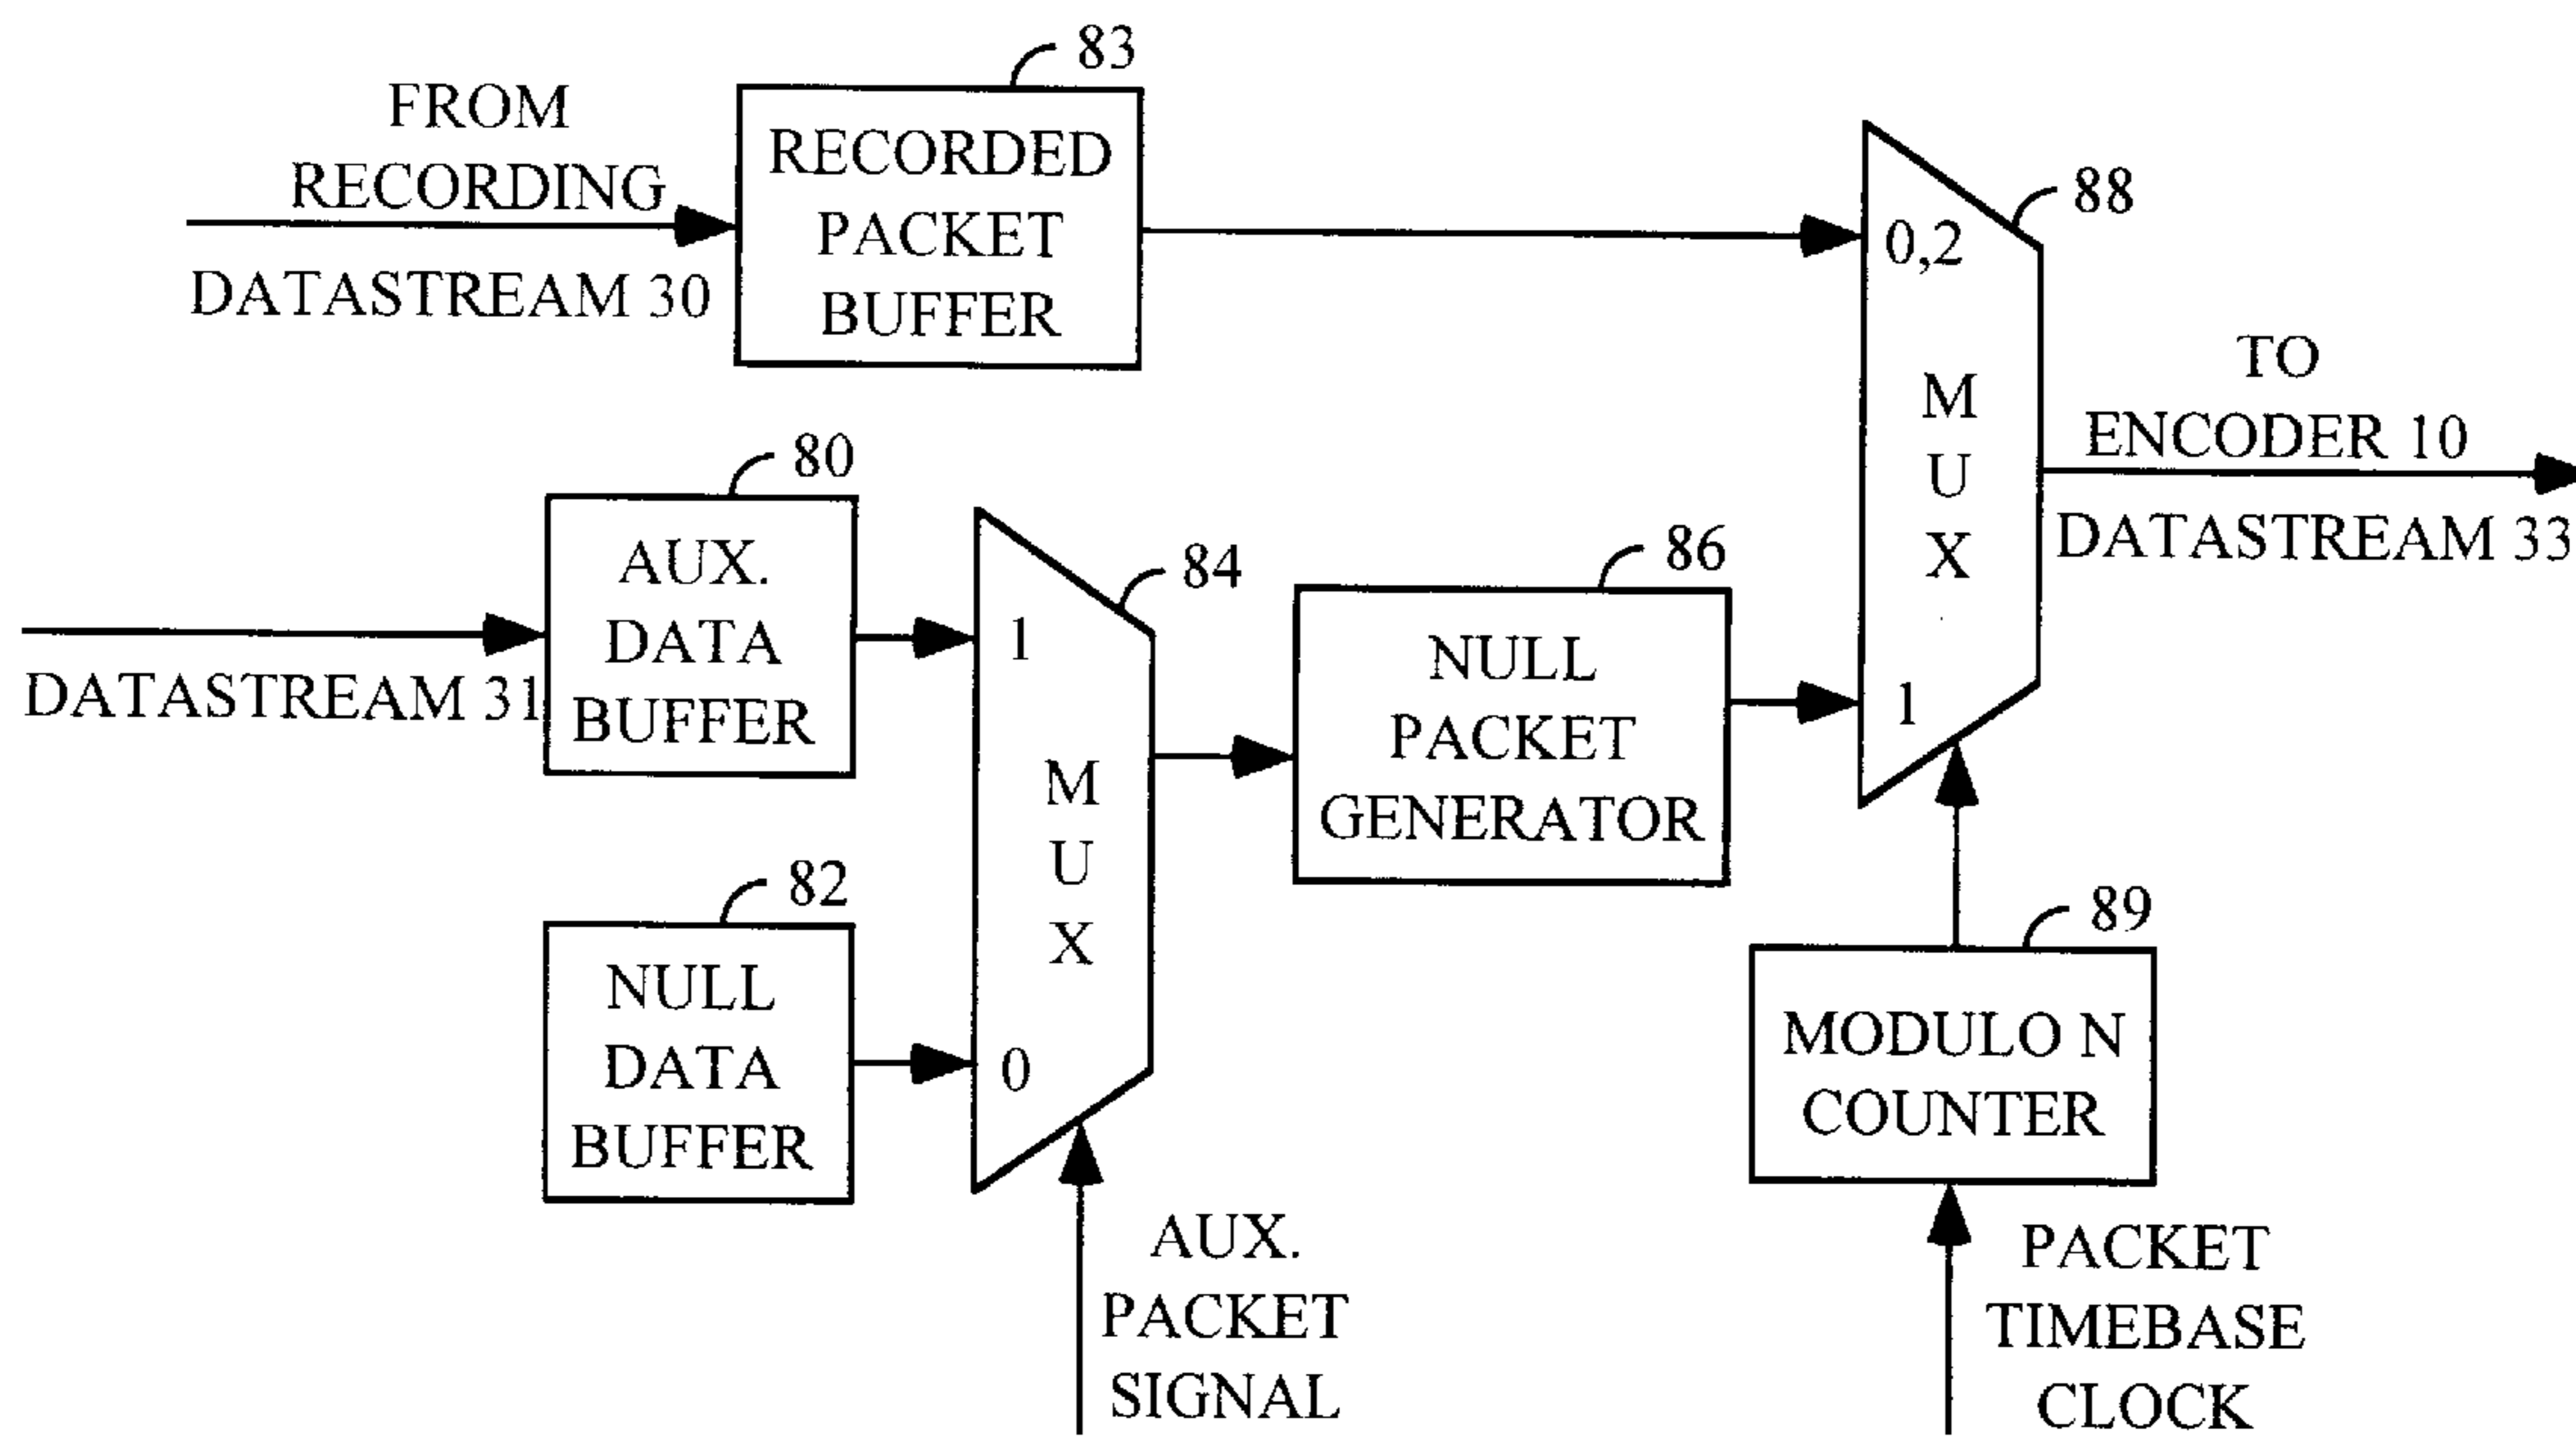 83
FROM
RECORDING
DATASTREAM 30
RECORDED
PACKET
BUFFER
88
0,2
M
U
X
1
TO
ENCODER 10
DATASTREAM 33
80
AUX.
DATA
BUFFER
DATASTREAM 31
84
1
M
U
X
0
86
NULL
PACKET
GENERATOR
82
NULL
DATA
BUFFER
89
MODULO N
COUNTER
AUX.
PACKET
SIGNAL
PACKET
TIMEBASE
CLOCK